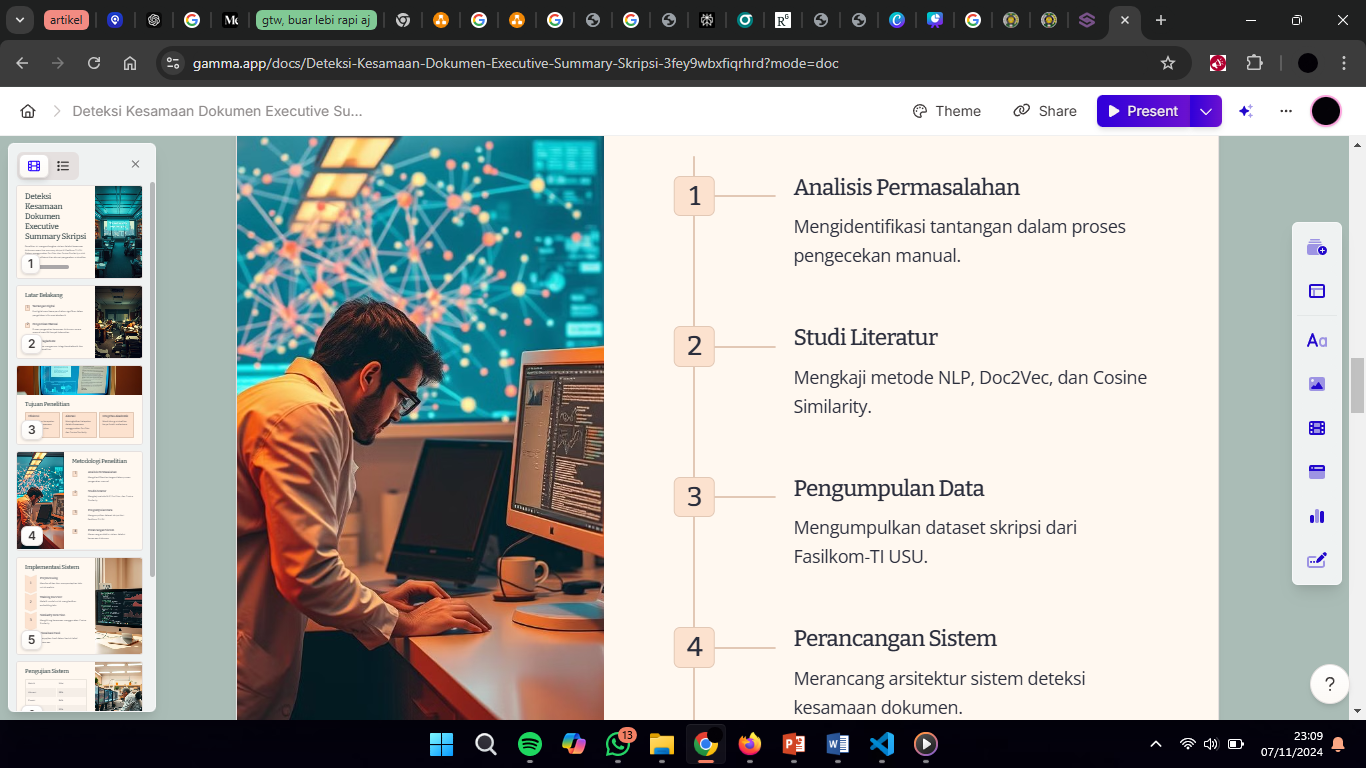 artikel
gtw, buar lebi rapi aj
gamma.app/docs/Deteksi-Kesamaan-Dokumen-Executive-Summary-Skripsi-3fey9wbxfiqrhrd?mode=doc
Deteksi Kesamaan Dokumen Executive Su...
Theme
Share
Present
Deteksi
Kesamaan
Dokumen
Executive
Summary Skripsi
1
Latar Belakang
2
Tujuan Penelitian
3
Metodologi Penelitian
4
Implementasi Sistem
5
Pengujian Sistem
1
Analisis Permasalahan
Mengidentifikasi tantangan dalam proses
pengecekan manual.
2
Studi Literatur
Mengkaji metode NLP, Doc2Vec, dan Cosine
Similarity.
3
Pengumpulan Data
Mengumpulkan dataset skripsi dari
Fasilkom-TI USU.
4
Perancangan Sistem
Merancang arsitektur sistem deteksi
kesamaan dokumen.
Aa
?
13
23:09
07/11/2024